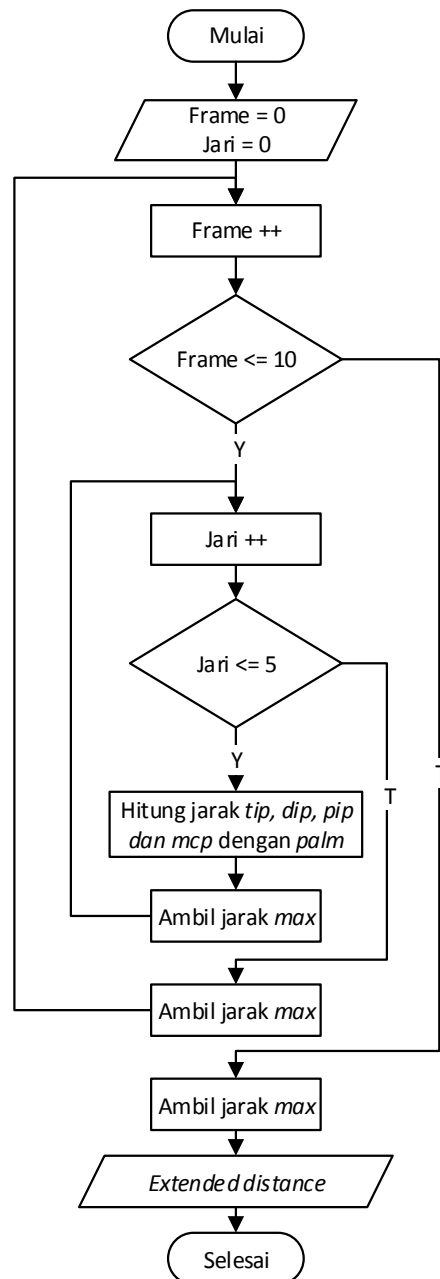 Mulai
Frame = 0
Jari = 0
Frame ++
Frame <= 10
Y
Jari ++
Jari <= 5
Y
T
T
Hitung jarak tip, dip, pip
dan mcp dengan palm
Ambil jarak max
Ambil jarak max
Ambil jarak max
Extended distance
Selesai